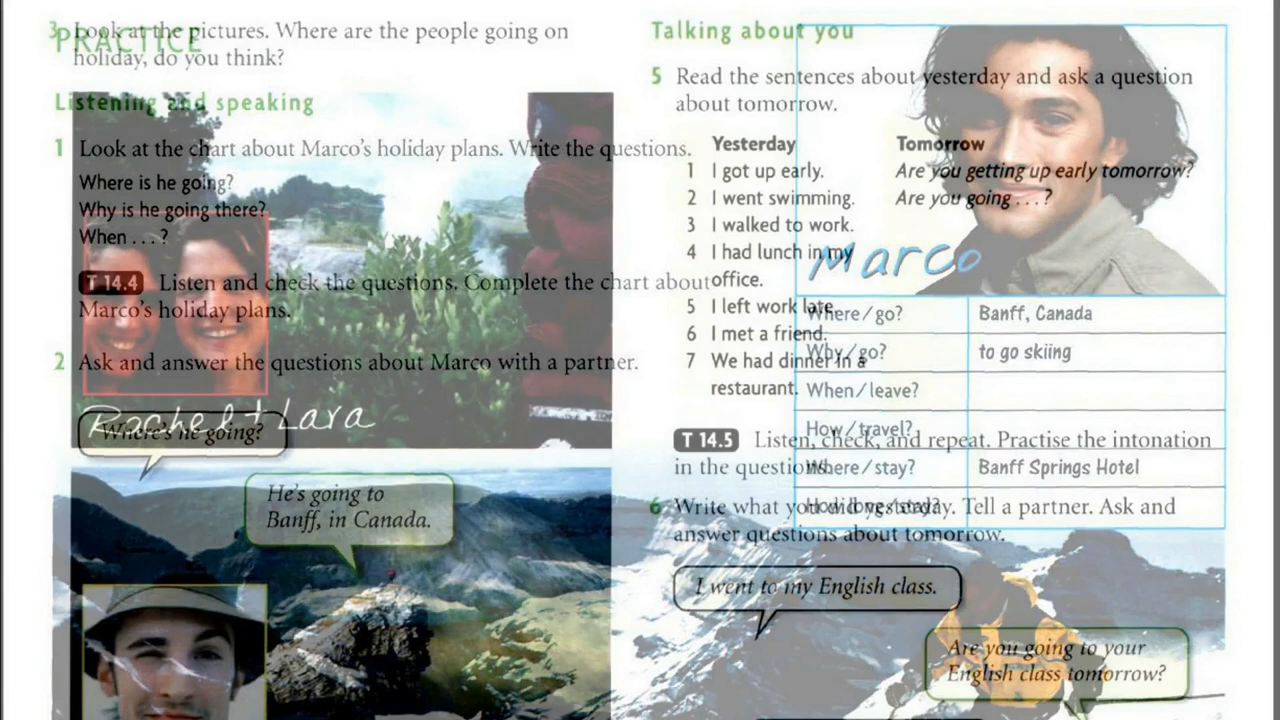 3 Look at the pictures. Where are the people going on
holiday, do you think?
PRACTICE
Listening and speaking
1 Look at the chart about Marco's holiday plans. Write the questions.
Where is he going?
Why is he going there?
When . . . ?
T 14.4 Listen and check the questions. Complete the chart about
Marco's holiday plans.
2 Ask and answer the questions about Marco with a partner.
Rachel + Lara
Where's he going?
He's going to
Banff, in Canada.
Talking about you
5 Read the sentences about yesterday and ask a question
about tomorrow.
Yesterday Tomorrow
1 I got up early. Are you getting up early tomorrow?
2 I went swimming. Are you going . . . ?
3 I walked to work.
4 I had lunch in my
office.
5 I left work late.
6 I met a friend.
7 We had dinner in a
restaurant.
Marco
Where/go? Banff, Canada
Why/go? to go skiing
When/leave?
How/travel?
Where/stay? Banff Springs Hotel
How long/stay?
T 14.5 Listen, check, and repeat. Practise the intonation
in the questions.
6 Write what you did yesterday. Tell a partner. Ask and
answer questions about tomorrow.
I went to my English class.
Are you going to your
English class tomorrow?